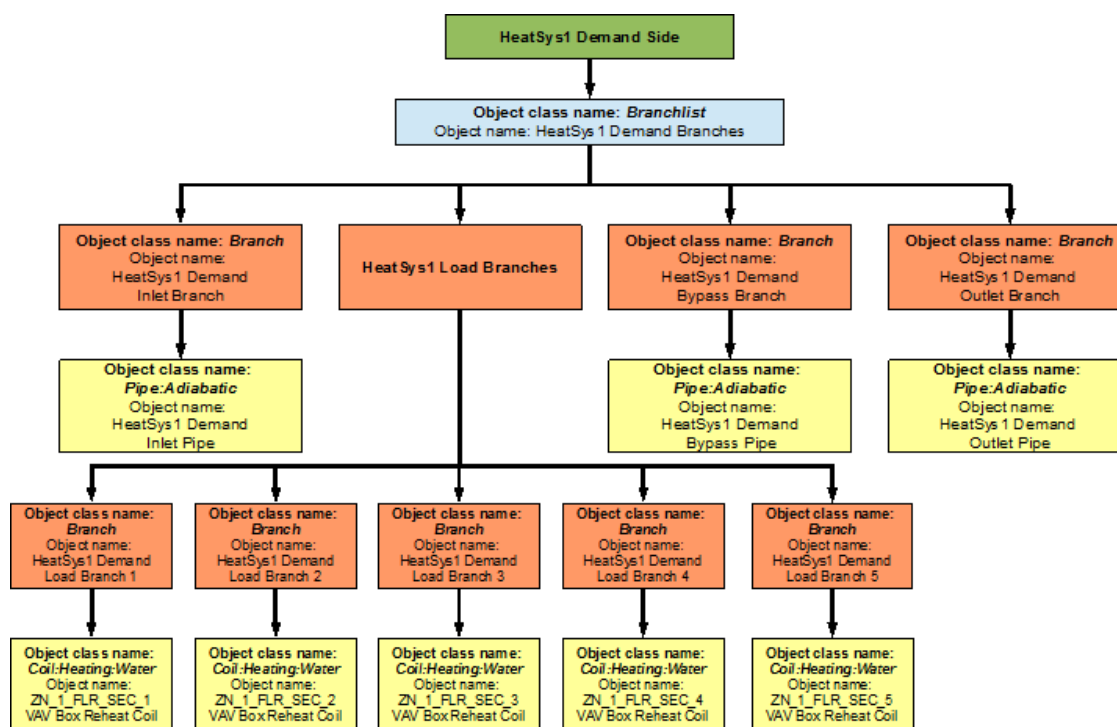 HeatSys1 Demand Side
Object class name: Branchlist
Object name: HeatSys1 Demand Branches
Object class name: Branch
Object name:
HeatSys1 Demand
Inlet Branch
HeatSys1 Load Branches
Object class name: Branch
Object name:
HeatSys1 Demand
Bypass Branch
Object class name: Branch
Object name:
HeatSys1 Demand
Outlet Branch
Object class name:
Pipe:Adiabatic
Object name:
HeatSys1 Demand
Inlet Pipe
Object class name:
Pipe:Adiabatic
Object name:
HeatSys1 Demand
Bypass Pipe
Object class name:
Pipe:Adiabatic
Object name:
HeatSys1 Demand
Outlet Pipe
Object class name:
Branch
Object name:
HeatSys1 Demand
Load Branch 1
Object class name:
Branch
Object name:
HeatSys1 Demand
Load Branch 2
Object class name:
Branch
Object name:
HeatSys1 Demand
Load Branch 3
Object class name:
Branch
Object name:
HeatSys1 Demand
Load Branch 4
Object class name:
Branch
Object name:
HeatSys1 Demand
Load Branch 5
Object class name:
Coil:Heating:Water
Object name:
ZN_1_FLR_SEC_1
VAV Box Reheat Coil
Object class name:
Coil:Heating:Water
Object name:
ZN_1_FLR_SEC_2
VAV Box Reheat Coil
Object class name:
Coil:Heating:Water
Object name:
ZN_1_FLR_SEC_3
VAV Box Reheat Coil
Object class name:
Coil:Heating:Water
Object name:
ZN_1_FLR_SEC_4
VAV Box Reheat Coil
Object class name:
Coil:Heating:Water
Object name:
ZN_1_FLR_SEC_5
VAV Box Reheat Coil